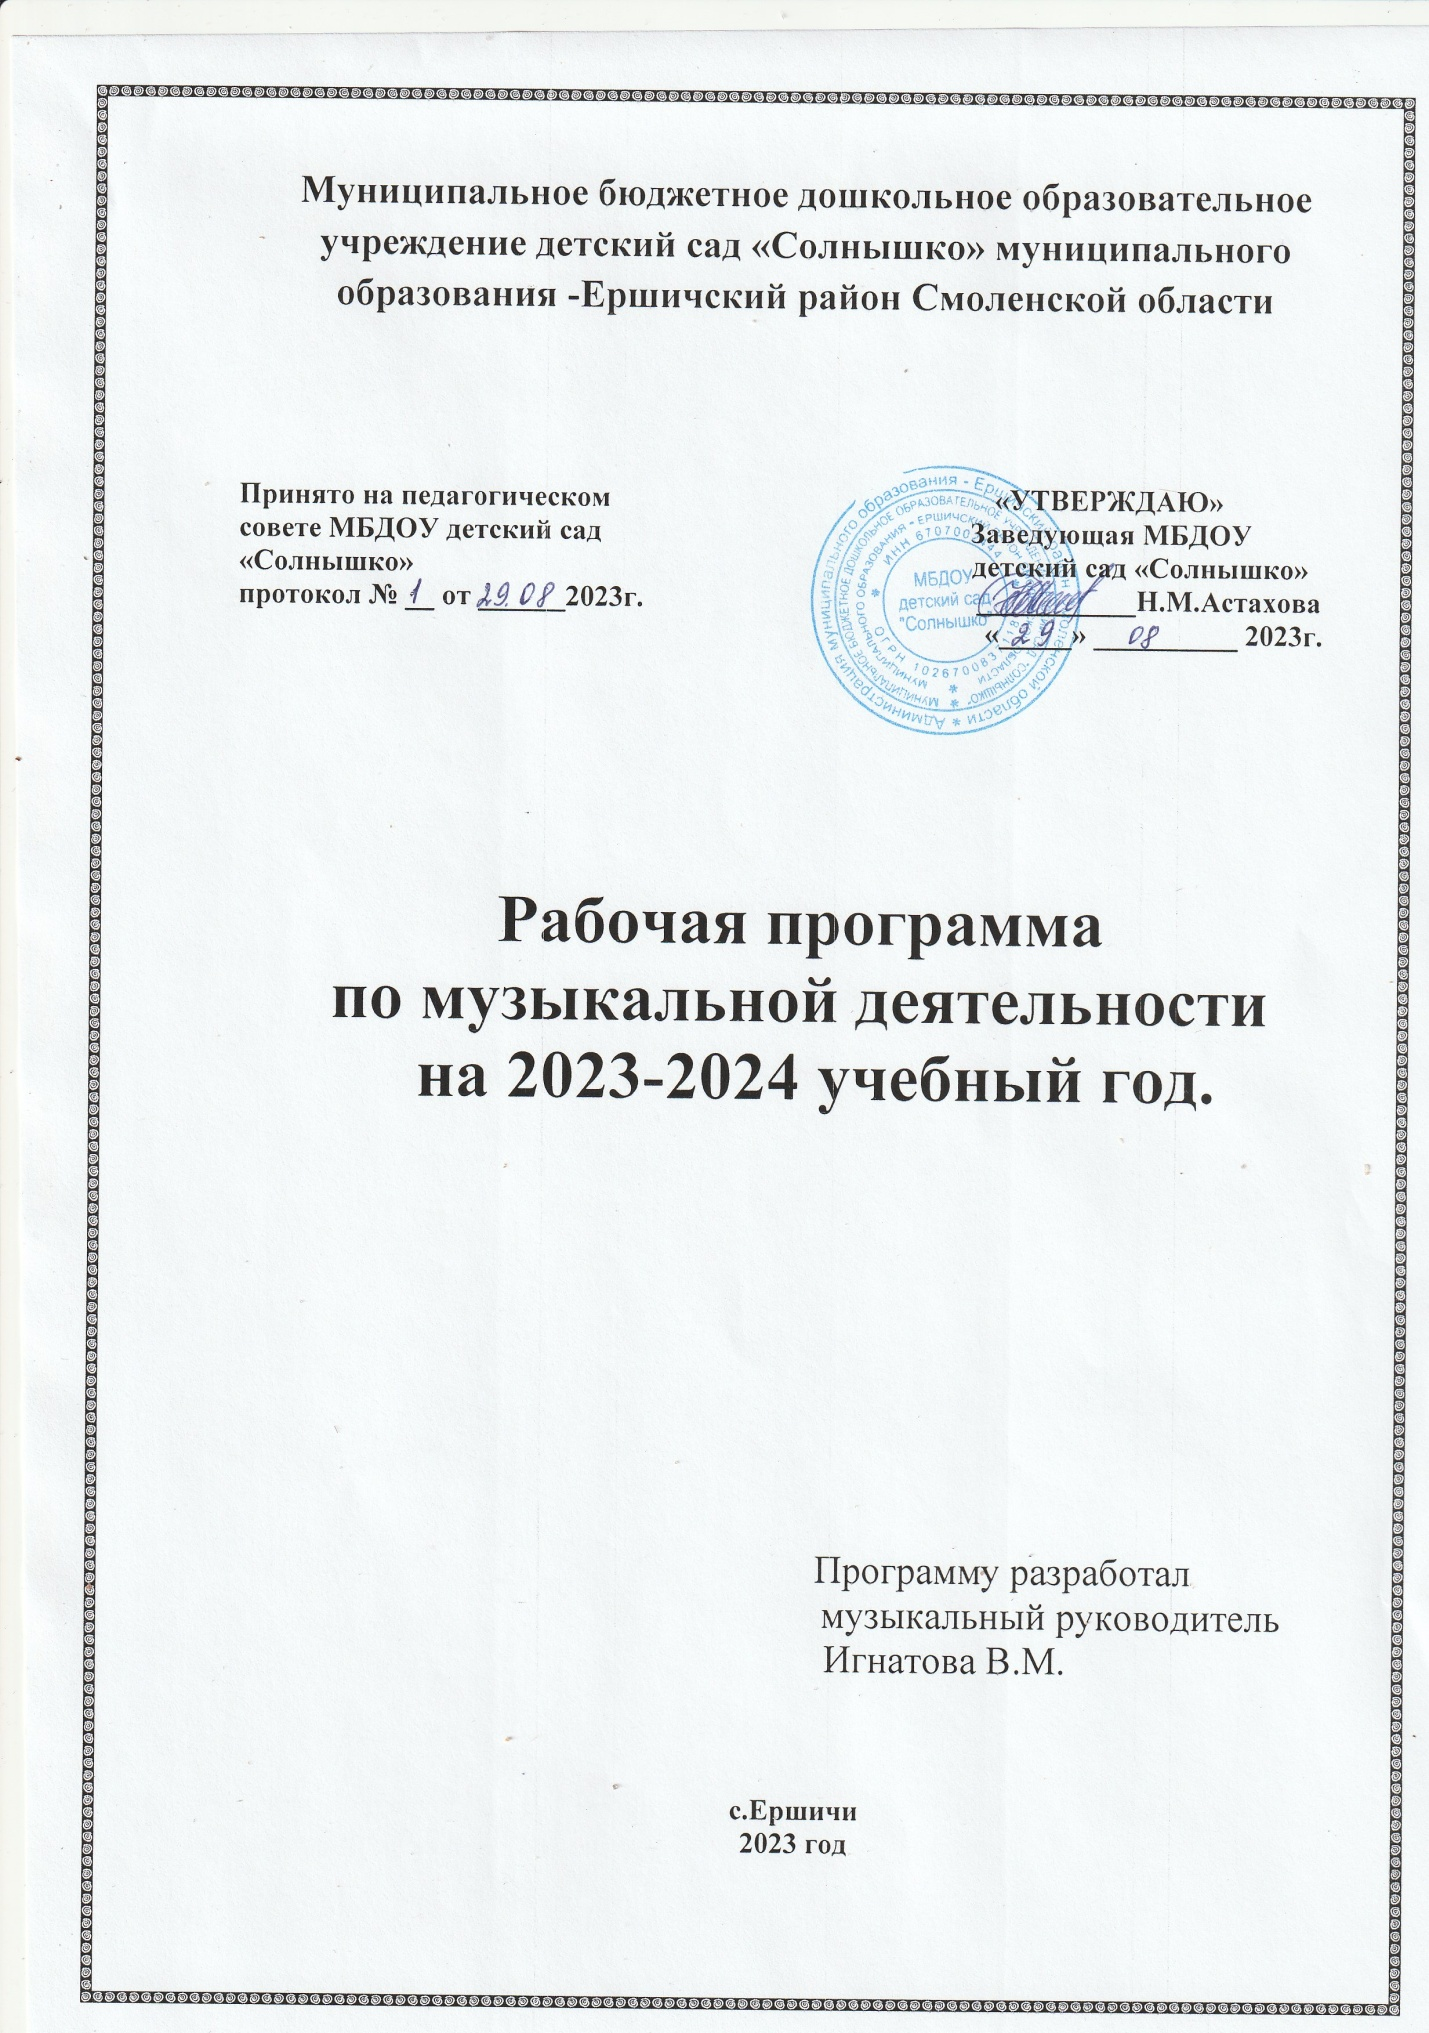 Муниципальное бюджетное дошкольное образовательное
учреждение детский сад «Солнышко» муниципального
образования -Ершичский район Смоленской области
Принято на педагогическом
совете МБДОУ детский сад
«Солнышко»
протокол № 1 от 29.08 2023г.
«УТВЕРЖДАЮ»
Заведующая МБДОУ
детский сад «Солнышко»
Н.М.Астахова
«29» 08 2023г.
МБДОУ
детский сад
"Солнышко"
Рабочая программа
по музыкальной деятельности
на 2023-2024 учебный год.
Программу разработал
музыкальный руководитель
Игнатова В.М.
с.Ершичи
2023 год